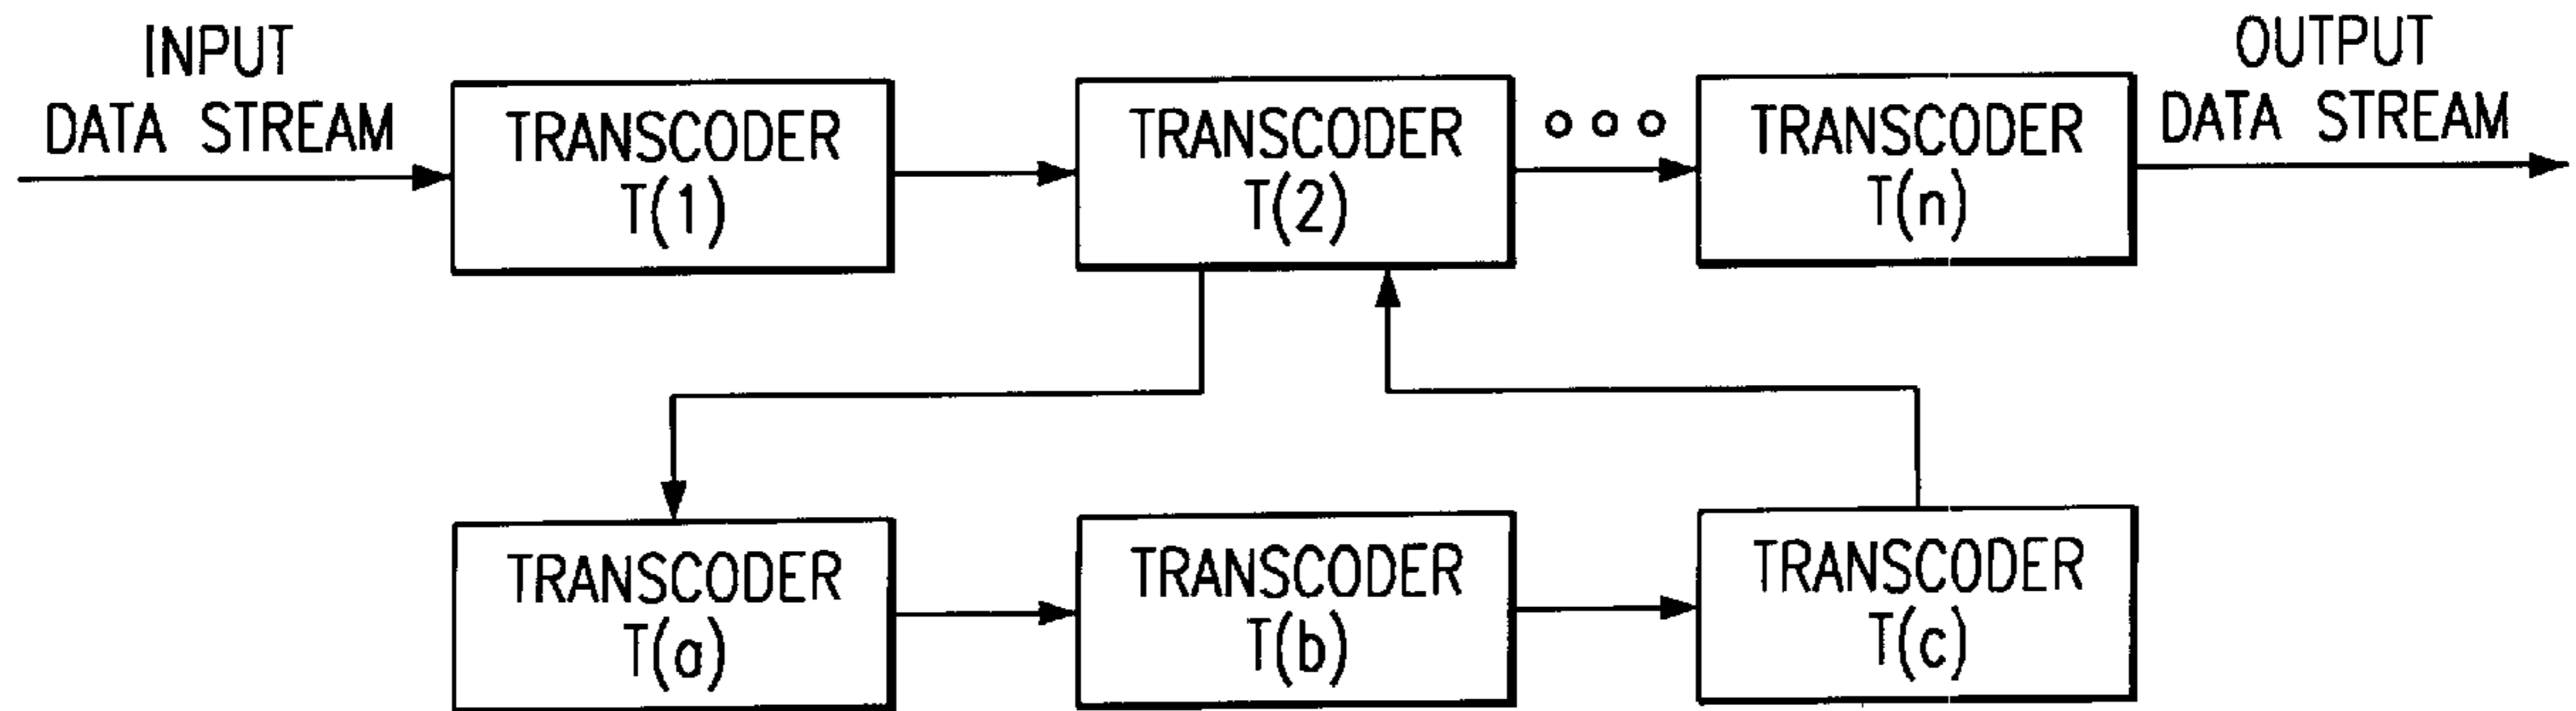 INPUT
DATA STREAM
TRANSCODER
T(1)
TRANSCODER
T(2)
TRANSCODER
T(n)
OUTPUT
DATA STREAM
TRANSCODER
T(a)
TRANSCODER
T(b)
TRANSCODER
T(c)